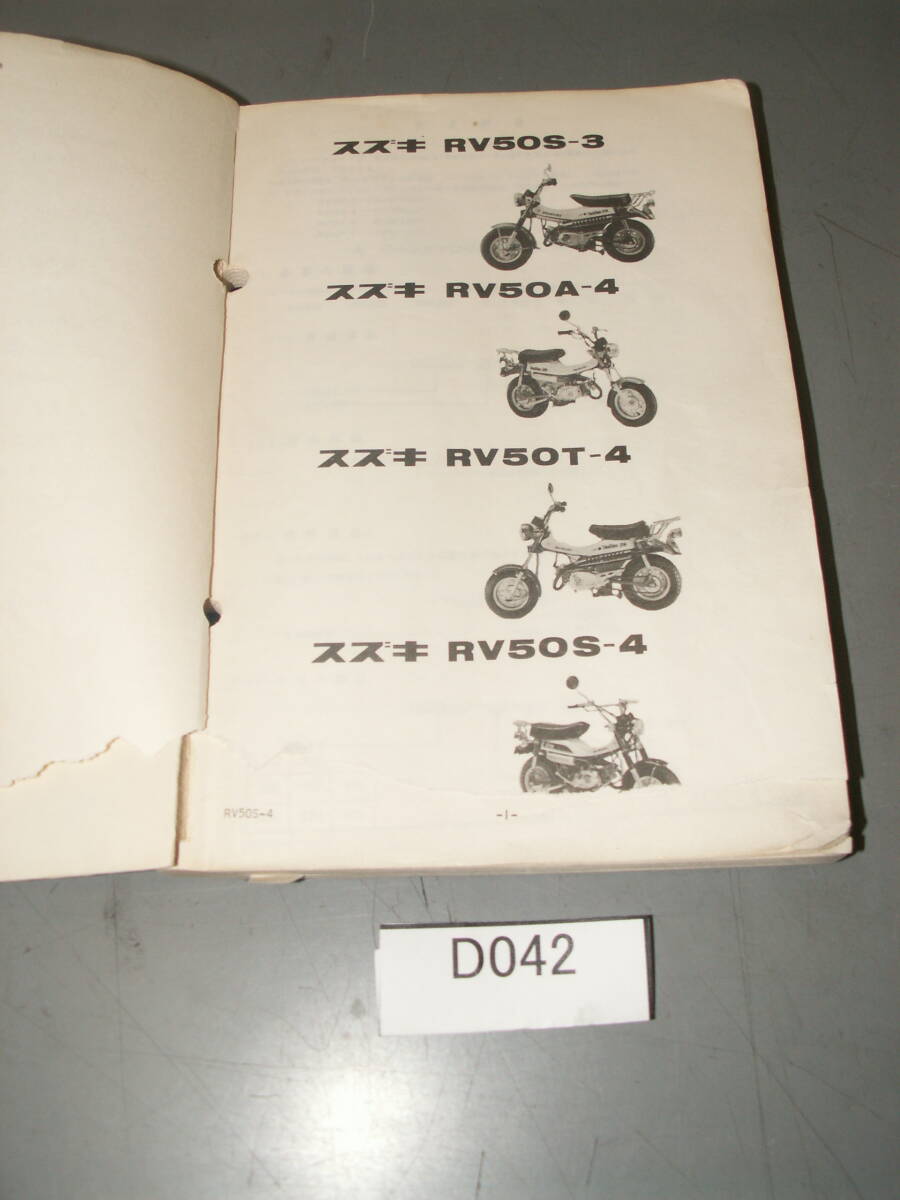 スズキ RV50S-3
スズキ RV50A-4
スズキ RV50T-4
スズキ RV50S-4
RV50S-4
-1-
D042